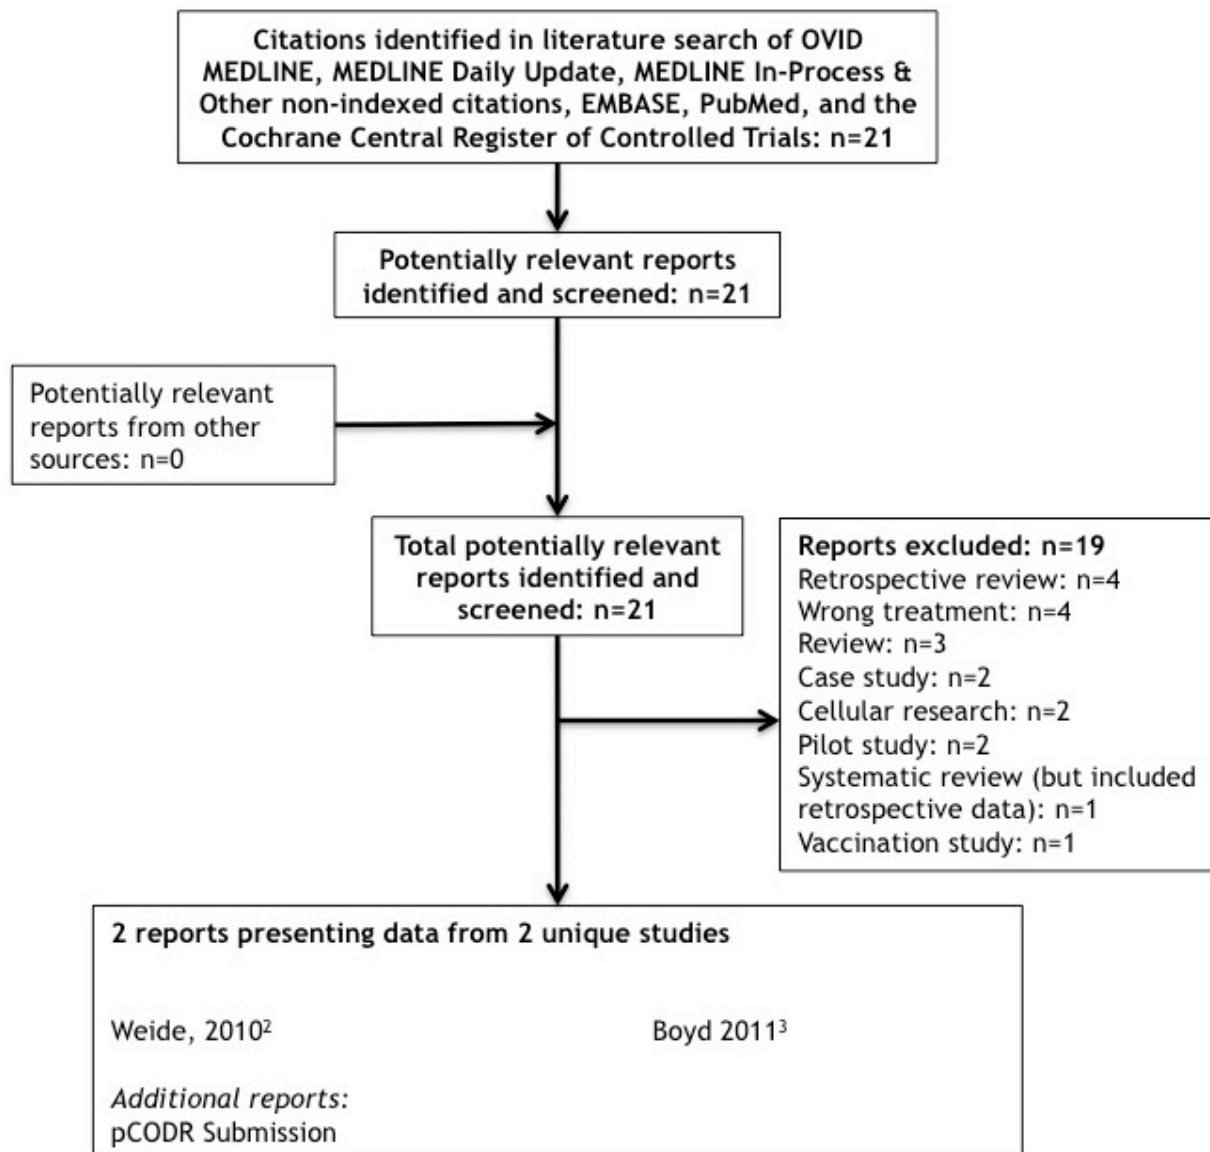 Citations identified in literature search of OVID
MEDLINE, MEDLINE Daily Update, MEDLINE In-Process &
Other non-indexed citations, EMBASE, PubMed, and the
Cochrane Central Register of Controlled Trials: n=21
Potentially relevant reports
identified and screened: n=21
Potentially relevant
reports from other
sources: n=0
Total potentially relevant
reports identified and
screened: n=21
Reports excluded: n=19
Retrospective review: n=4
Wrong treatment: n=4
Review: n=3
Case study: n=2
Cellular research: n=2
Pilot study: n=2
Systematic review (but included
retrospective data): n=1
Vaccination study: n=1
2 reports presenting data from 2 unique studies
Weide, 2010²
Boyd 2011³
Additional reports:
pCODR Submission